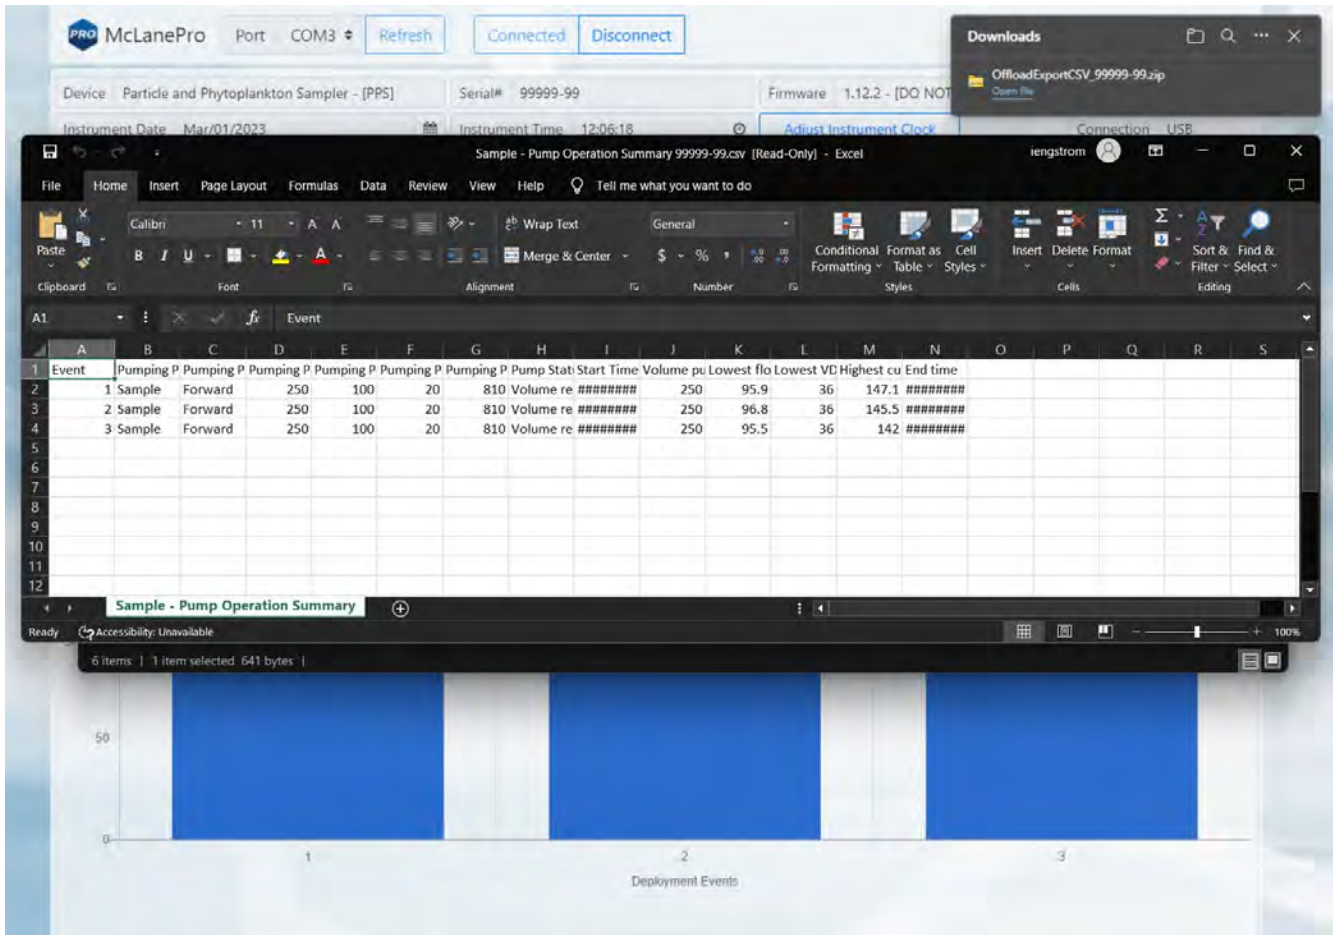 PRO McLanePro Port COM3 Refresh Connected Disconnect
Downloads
OffloadExportCSV_99999-99.zip
Open file
Device Particle and Phytoplankton Sampler - [PPS] Serial# 99999-99 Firmware 1.12.2 - [DO NOT
Instrument Date Mar/01/2023 Instrument Time 12:06:18 Adjust Instrument Clock Connection USB
Sample - Pump Operation Summary 99999-99.csv [Read-Only] - Excel iengstrom
File Home Insert Page Layout Formulas Data Review View Help Tell me what you want to do
Paste Calibri 11 A A Wrap Text General Conditional Formatting Format as Table Cell Styles Insert Delete Format Sort & Filter Find & Select
B I U A Merge & Center $ % ,
Clipboard Font Alignment Number Styles Cells Editing
A1 fx Event
A B C D E F G H I J K L M N O P Q R S
1 Event Pumping P Pumping P Pumping P Pumping P Pumping P Pumping P Pump Stati Start Time Volume pu Lowest flo Lowest VD Highest cu End time
2 1 Sample Forward 250 100 20 810 Volume re ######## 250 95.9 36 147.1 ########
3 2 Sample Forward 250 100 20 810 Volume re ######## 250 96.8 36 145.5 ########
4 3 Sample Forward 250 100 20 810 Volume re ######## 250 95.5 36 142 ########
5
6
7
8
9
10
11
12
Sample - Pump Operation Summary
Ready Accessibility: Unavailable 100%
6 items | 1 item selected 641 bytes |
50
0
1 2 3
Deployment Events